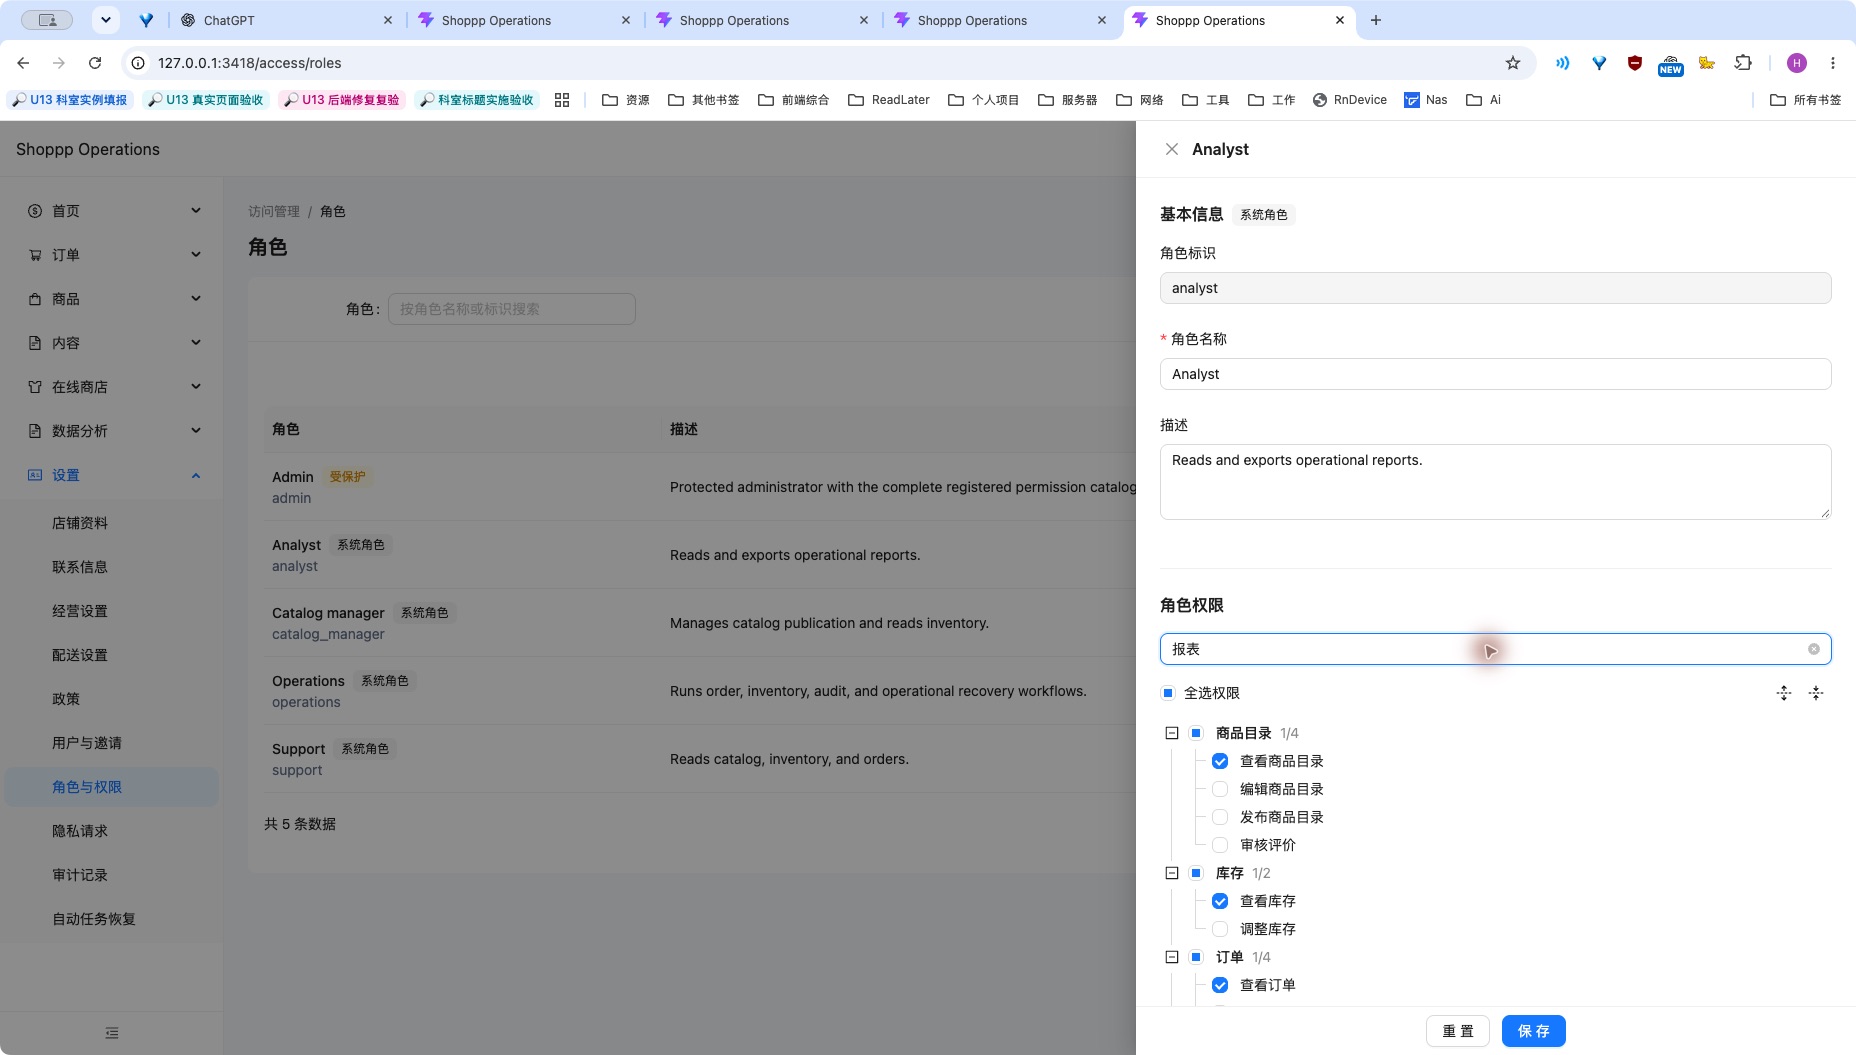 ChatGPT
Shoppp Operations
Shoppp Operations
Shoppp Operations
Shoppp Operations
127.0.0.1:3418/access/roles
NEW
H
U13 科室实例填报
U13 真实页面验收
U13 后端修复复验
科室标题实施验收
资源
其他书签
前端综合
ReadLater
个人项目
服务器
网络
工具
工作
RnDevice
Nas
Ai
所有书签
Shoppp Operations
首页
订单
商品
内容
在线商店
数据分析
设置
店铺资料
联系信息
经营设置
配送设置
政策
用户与邀请
角色与权限
隐私请求
审计记录
自动任务恢复
访问管理 / 角色
角色
角色: 按角色名称或标识搜索
角色 描述
Admin 受保护
admin
Protected administrator with the complete registered permission catalog
Analyst 系统角色
analyst
Reads and exports operational reports.
Catalog manager 系统角色
catalog_manager
Manages catalog publication and reads inventory.
Operations 系统角色
operations
Runs order, inventory, audit, and operational recovery workflows.
Support 系统角色
support
Reads catalog, inventory, and orders.
共 5 条数据
Analyst
基本信息 系统角色
角色标识
analyst
* 角色名称
Analyst
描述
Reads and exports operational reports.
角色权限
报表
全选权限
商品目录 1/4
查看商品目录
编辑商品目录
发布商品目录
审核评价
库存 1/2
查看库存
调整库存
订单 1/4
查看订单
重 置
保 存